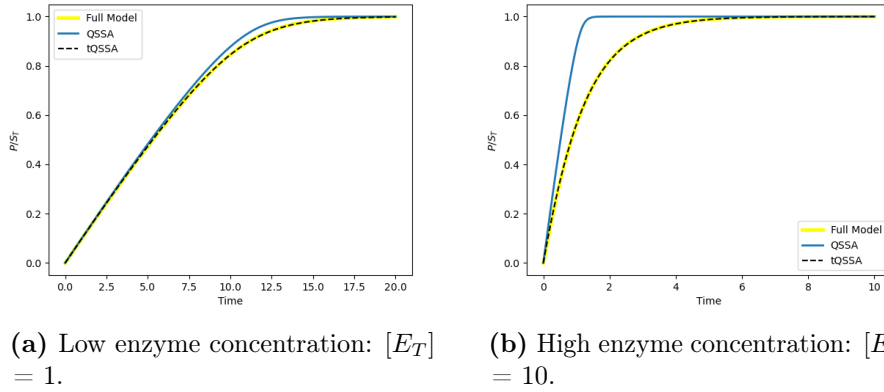 Full Model
QSSA
tQSSA
1.0
0.8
0.6
0.4
0.2
0.0
P/S_T
0.0 2.5 5.0 7.5 10.0 12.5 15.0 17.5 20.0
Time
(a) Low enzyme concentration: [E_T]
= 1.
1.0
0.8
0.6
0.4
0.2
0.0
P/S_T
Full Model
QSSA
tQSSA
0 2 4 6 8 10
Time
(b) High enzyme concentration: [E
= 10.